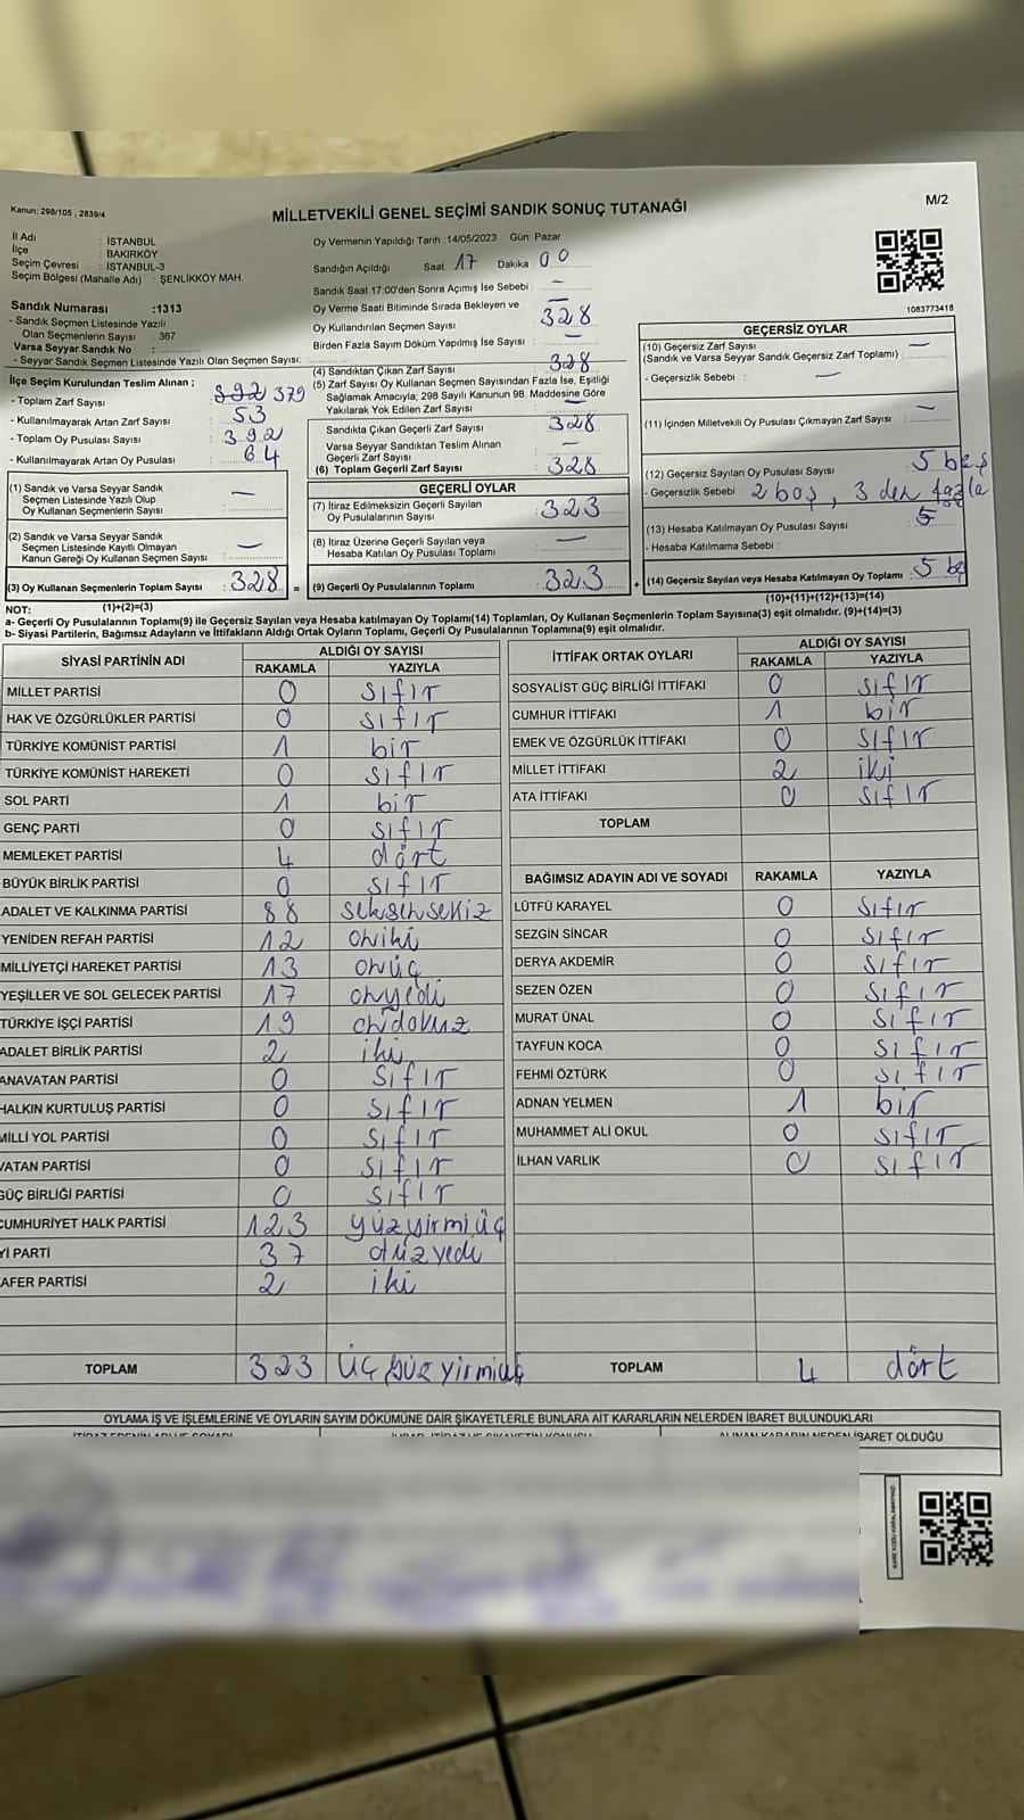 Kanun: 298/105 , 2839/4
MİLLETVEKİLİ GENEL SEÇİMİ SANDIK SONUÇ TUTANAĞI
M/2
İl Adı : İSTANBUL
İlçe : BAKIRKÖY
Seçim Çevresi : İSTANBUL-3
Seçim Bölgesi (Mahalle Adı) : ŞENLİKKÖY MAH.
Sandık Numarası :1313
- Sandık Seçmen Listesinde Yazılı
Olan Seçmenlerin Sayısı : 367
Varsa Seyyar Sandık No :
- Seyyar Sandık Seçmen Listesinde Yazılı Olan Seçmen Sayısı:
İlçe Seçim Kurulundan Teslim Alınan ;
- Toplam Zarf Sayısı : 392 379
- Kullanılmayarak Artan Zarf Sayısı : 53
- Toplam Oy Pusulası Sayısı : 392
- Kullanılmayarak Artan Oy Pusulası : 64
(1) Sandık ve Varsa Seyyar Sandık
Seçmen Listesinde Yazılı Olup
Oy Kullanan Seçmenlerin Sayısı : —
(2) Sandık ve Varsa Seyyar Sandık
Seçmen Listesinde Kayıtlı Olmayan
Kanun Gereği Oy Kullanan Seçmen Sayısı : —
(3) Oy Kullanan Seçmenlerin Toplam Sayısı : 328
Oy Vermenin Yapıldığı Tarih :14/05/2023 Gün: Pazar
Sandığın Açıldığı Saat 17 Dakika 00
Sandık Saat 17:00'den Sonra Açılmış İse Sebebi : —
Oy Verme Saati Bitiminde Sırada Bekleyen ve : —
Oy Kullandırılan Seçmen Sayısı : 328
Birden Fazla Sayım Döküm Yapılmış İse Sayısı : —
(4) Sandıktan Çıkan Zarf Sayısı : 328
(5) Zarf Sayısı Oy Kullanan Seçmen Sayısından Fazla İse, Eşitliği
Sağlamak Amacıyla; 298 Sayılı Kanunun 98. Maddesine Göre
Yakılarak Yok Edilen Zarf Sayısı : —
Sandıkta Çıkan Geçerli Zarf Sayısı : 328
Varsa Seyyar Sandıktan Teslim Alınan
Geçerli Zarf Sayısı : —
(6) Toplam Geçerli Zarf Sayısı : 328
GEÇERLİ OYLAR
(7) İtiraz Edilmeksizin Geçerli Sayılan
Oy Pusulalarının Sayısı : 323
(8) İtiraz Üzerine Geçerli Sayılan veya
Hesaba Katılan Oy Pusulası Toplamı : —
= (9) Geçerli Oy Pusulalarının Toplamı : 323
1083773418
GEÇERSİZ OYLAR
(10) Geçersiz Zarf Sayısı : —
(Sandık ve Varsa Seyyar Sandık Geçersiz Zarf Toplamı)
- Geçersizlik Sebebi : —
(11) İçinden Milletvekili Oy Pusulası Çıkmayan Zarf Sayısı : —
(12) Geçersiz Sayılan Oy Pusulası Sayısı : 5 beş
- Geçersizlik Sebebi : 2 boş, 3 den fazla
(13) Hesaba Katılmayan Oy Pusulası Sayısı : 5
- Hesaba Katılmama Sebebi :
+ (14) Geçersiz Sayılan veya Hesaba Katılmayan Oy Toplamı : 5 beş
(10)+(11)+(12)+(13)=(14)
NOT: (1)+(2)=(3)
a- Geçerli Oy Pusulalarının Toplamı(9) ile Geçersiz Sayılan veya Hesaba katılmayan Oy Toplamı(14) Toplamları, Oy Kullanan Seçmenlerin Toplam Sayısına(3) eşit olmalıdır. (9)+(14)=(3)
b- Siyasi Partilerin, Bağımsız Adayların ve İttifakların Aldığı Ortak Oyların Toplamı, Geçerli Oy Pusulalarının Toplamına(9) eşit olmalıdır.
SİYASİ PARTİNİN ADI ALDIĞI OY SAYISI
RAKAMLA YAZIYLA
MİLLET PARTİSİ 0 sıfır
HAK VE ÖZGÜRLÜKLER PARTİSİ 0 sıfır
TÜRKİYE KOMÜNİST PARTİSİ 1 bir
TÜRKİYE KOMÜNİST HAREKETİ 0 sıfır
SOL PARTİ 1 bir
GENÇ PARTİ 0 sıfır
MEMLEKET PARTİSİ 4 dört
BÜYÜK BİRLİK PARTİSİ 0 sıfır
ADALET VE KALKINMA PARTİSİ 88 seksensekiz
YENİDEN REFAH PARTİSİ 12 oniki
MİLLİYETÇİ HAREKET PARTİSİ 13 onüç
YEŞİLLER VE SOL GELECEK PARTİSİ 17 onyedi
TÜRKİYE İŞÇİ PARTİSİ 19 ondokuz
ADALET BİRLİK PARTİSİ 2 iki
ANAVATAN PARTİSİ 0 sıfır
HALKIN KURTULUŞ PARTİSİ 0 sıfır
MİLLİ YOL PARTİSİ 0 sıfır
VATAN PARTİSİ 0 sıfır
GÜÇ BİRLİĞİ PARTİSİ 0 sıfır
CUMHURİYET HALK PARTİSİ 123 yüzyirmiüç
Yİ PARTİ 37 otuzyedi
AFER PARTİSİ 2 iki
TOPLAM 323 üçyüzyirmiüç
İTTİFAK ORTAK OYLARI ALDIĞI OY SAYISI
RAKAMLA YAZIYLA
SOSYALİST GÜÇ BİRLİĞİ İTTİFAKI 0 sıfır
CUMHUR İTTİFAKI 1 bir
EMEK VE ÖZGÜRLÜK İTTİFAKI 0 sıfır
MİLLET İTTİFAKI 2 iki
ATA İTTİFAKI 0 sıfır
TOPLAM
BAĞIMSIZ ADAYIN ADI VE SOYADI RAKAMLA YAZIYLA
LÜTFÜ KARAYEL 0 sıfır
SEZGİN SİNCAR 0 sıfır
DERYA AKDEMİR 0 sıfır
SEZEN ÖZEN 0 sıfır
MURAT ÜNAL 0 sıfır
TAYFUN KOCA 0 sıfır
FEHMİ ÖZTÜRK 0 sıfır
ADNAN YELMEN 1 bir
MUHAMMET ALİ OKUL 0 sıfır
İLHAN VARLIK 0 sıfır
TOPLAM 4 dört
OYLAMA İŞ VE İŞLEMLERİNE VE OYLARIN SAYIM DÖKÜMÜNE DAİR ŞİKAYETLERLE BUNLARA AİT KARARLARIN NELERDEN İBARET BULUNDUKLARI
ALINAN KARARIN NEDEN İBARET OLDUĞU